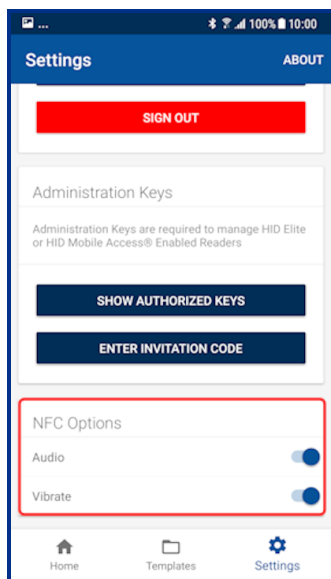 ... 100% 10:00
Settings ABOUT
SIGN OUT
Administration Keys
Administration Keys are required to manage HID Elite
or HID Mobile Access® Enabled Readers
SHOW AUTHORIZED KEYS
ENTER INVITATION CODE
NFC Options
Audio
Vibrate
Home Templates Settings